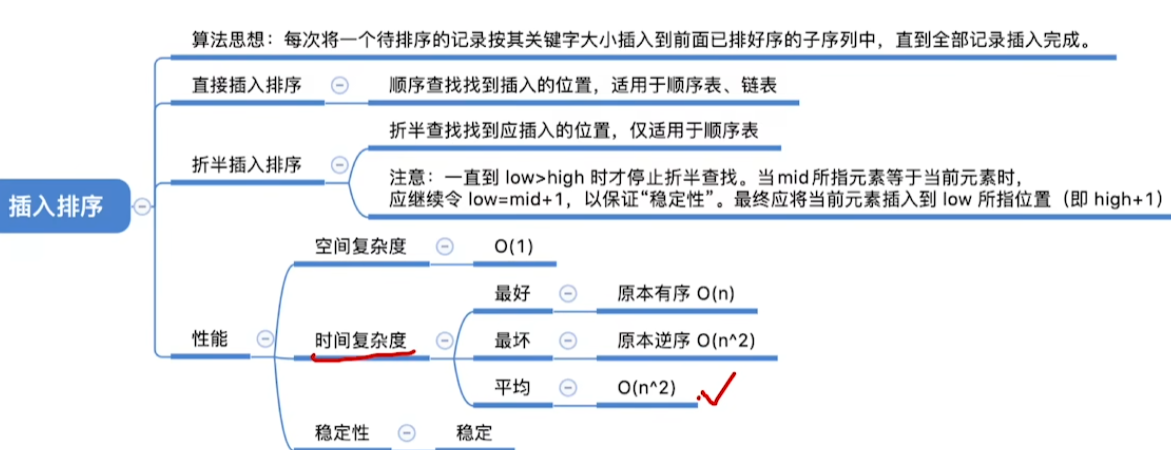 算法思想：每次将一个待排序的记录按其关键字大小插入到前面已排好序的子序列中，直到全部记录插入完成。
直接插入排序
顺序查找找到插入的位置，适用于顺序表、链表
折半插入排序
折半查找找到应插入的位置，仅适用于顺序表
注意：一直到 low>high 时才停止折半查找。当mid所指元素等于当前元素时，
应继续令 low=mid+1，以保证“稳定性”。最终应将当前元素插入到 low 所指位置（即 high+1）
插入排序
性能
空间复杂度
O(1)
时间复杂度
最好
原本有序 O(n)
最坏
原本逆序 O(n^2)
平均
O(n^2)
稳定性
稳定